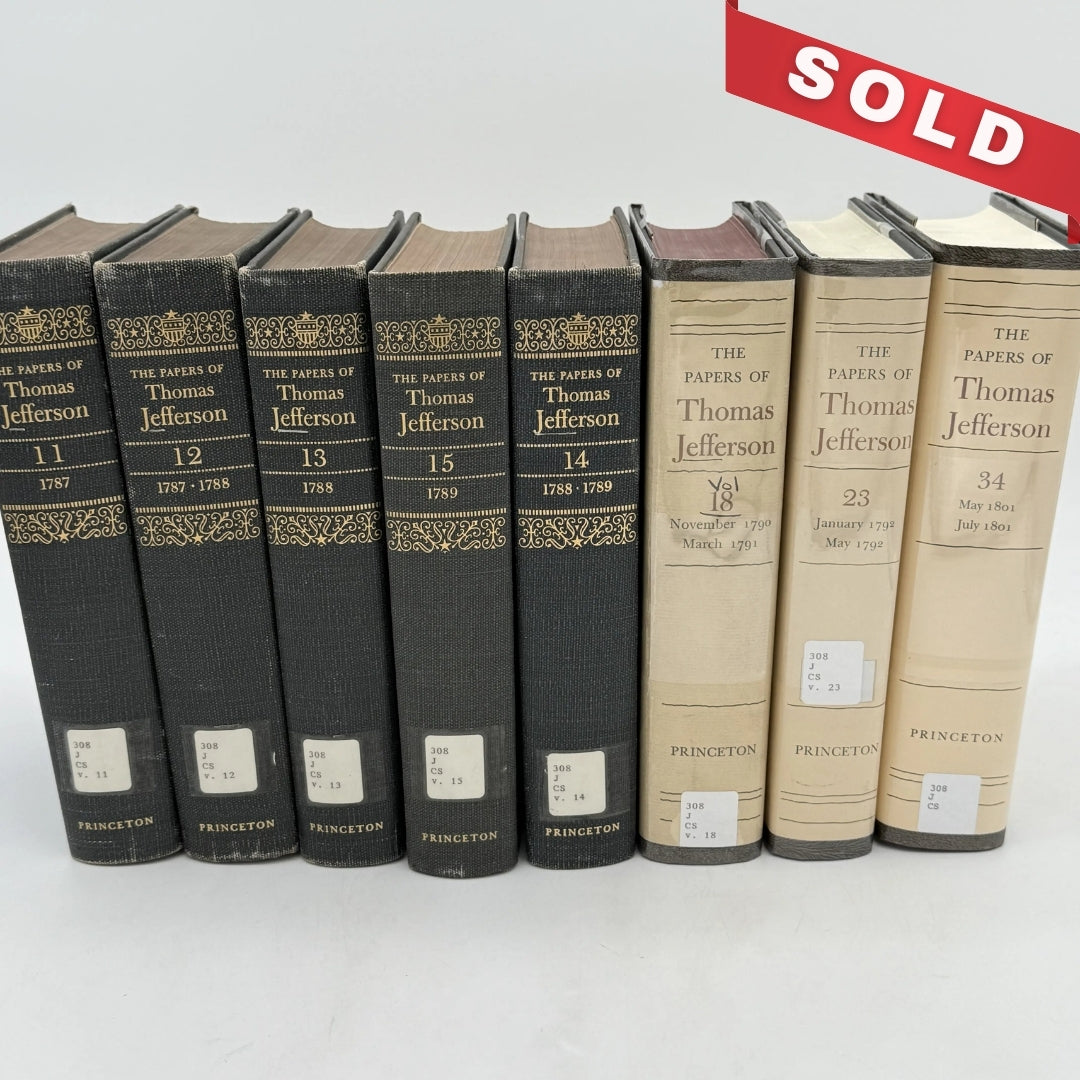 SOLD
THE PAPERS OF
Thomas
Jefferson
11
1787
308
J
CS
v. 11
PRINCETON
THE PAPERS OF
Thomas
Jefferson
12
1787 · 1788
308
J
CS
v. 12
PRINCETON
THE PAPERS OF
Thomas
Jefferson
13
1788
308
J
CS
v. 13
PRINCETON
THE PAPERS OF
Thomas
Jefferson
15
1789
308
J
CS
v. 15
PRINCETON
THE PAPERS OF
Thomas
Jefferson
14
1788 · 1789
308
J
CS
v. 14
PRINCETON
THE
PAPERS OF
Thomas
Jefferson
Vol
18
November 1790
March 1791
PRINCETON
308
J
CS
v. 18
THE
PAPERS OF
Thomas
Jefferson
23
January 1792
May 1792
308
J
CS
v. 23
PRINCETON
THE
PAPERS OF
Thomas
Jefferson
34
May 1801
July 1801
PRINCETON
308
J
CS